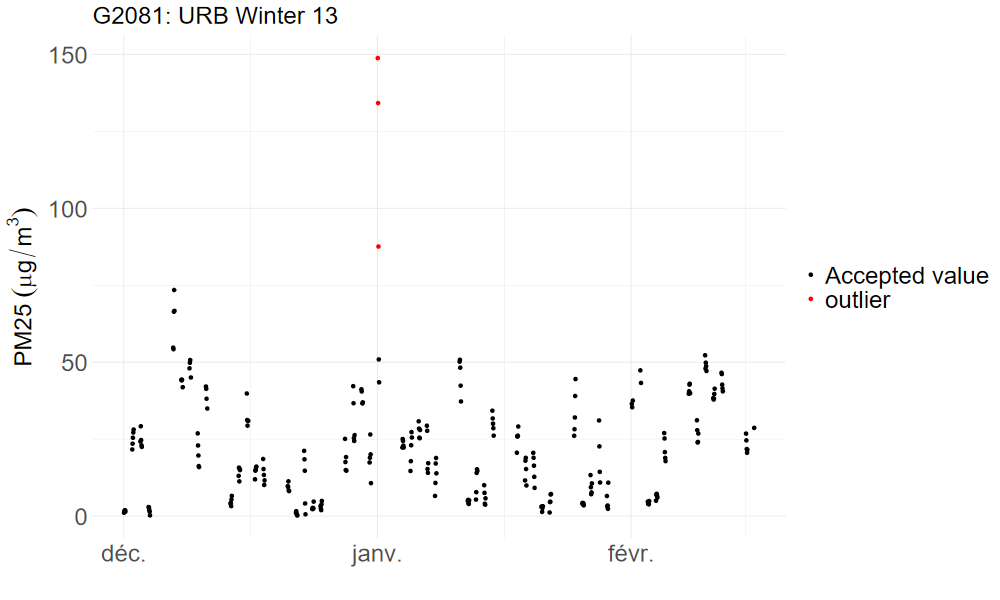 G2081: URB Winter 13
150
100
50
0
PM25 (μg/m³)
déc.
janv.
févr.
Accepted value
outlier